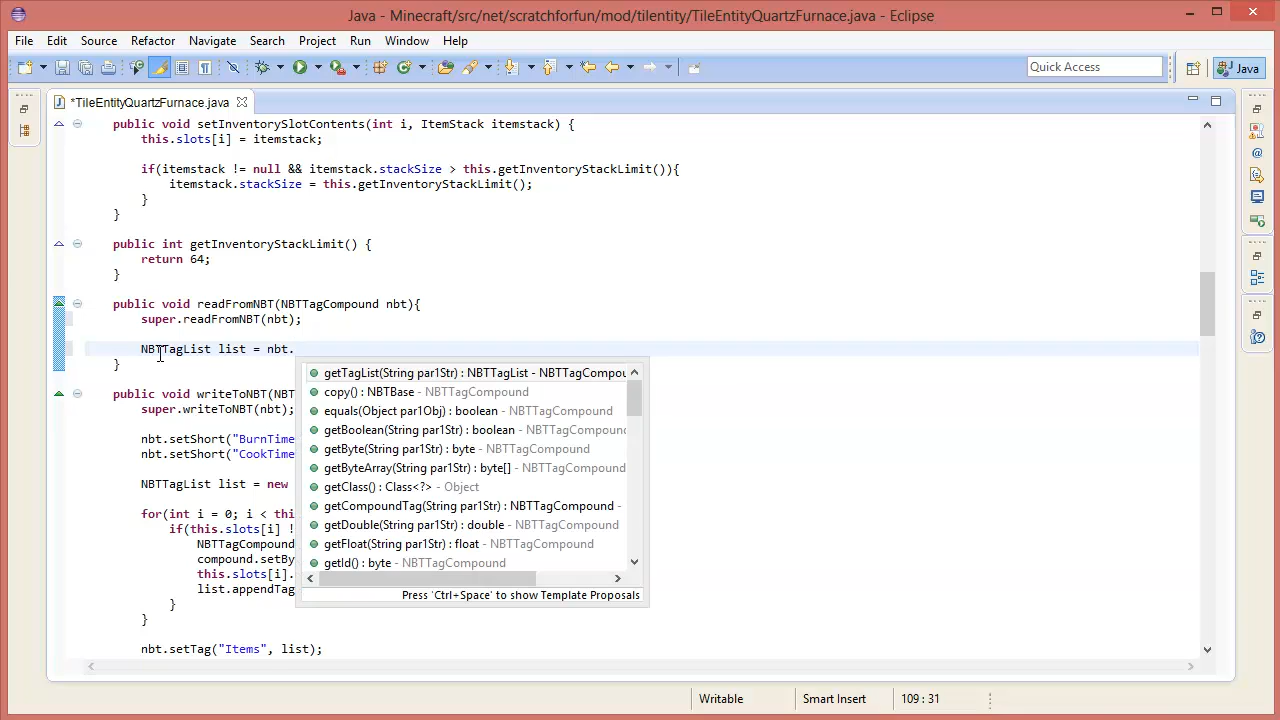 Java - Minecraft/src/net/scratchforfun/mod/tilentity/TileEntityQuartzFurnace.java - Eclipse
File Edit Source Refactor Navigate Search Project Run Window Help
Quick Access
Java
*TileEntityQuartzFurnace.java
public void setInventorySlotContents(int i, ItemStack itemstack) {
this.slots[i] = itemstack;
if(itemstack != null && itemstack.stackSize > this.getInventoryStackLimit()){
itemstack.stackSize = this.getInventoryStackLimit();
}
}
public int getInventoryStackLimit() {
return 64;
}
public void readFromNBT(NBTTagCompound nbt){
super.readFromNBT(nbt);
NBTTagList list = nbt.
}
public void writeToNBT(NBT
super.writeToNBT(nbt);
nbt.setShort("BurnTime
nbt.setShort("CookTime
NBTTagList list = new
for(int i = 0; i < thi
if(this.slots[i] !
NBTTagCompound
compound.setBy
this.slots[i].
list.appendTag
}
}
nbt.setTag("Items", list);
getTagList(String par1Str) : NBTTagList - NBTTagCompou
copy() : NBTBase - NBTTagCompound
equals(Object par1Obj) : boolean - NBTTagCompound
getBoolean(String par1Str) : boolean - NBTTagCompound
getByte(String par1Str) : byte - NBTTagCompound
getByteArray(String par1Str) : byte[] - NBTTagCompound
getClass() : Class<?> - Object
getCompoundTag(String par1Str) : NBTTagCompound -
getDouble(String par1Str) : double - NBTTagCompound
getFloat(String par1Str) : float - NBTTagCompound
getId() : byte - NBTTagCompound
Press 'Ctrl+Space' to show Template Proposals
Writable Smart Insert 109 : 31